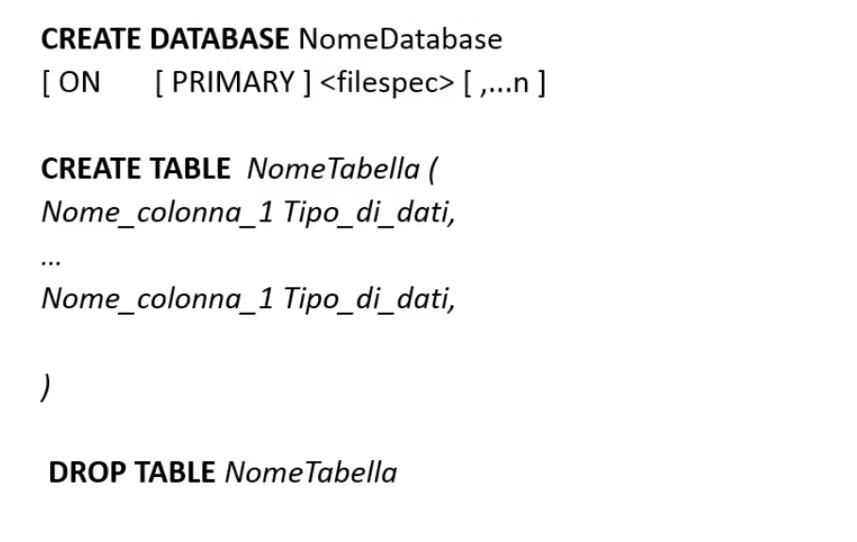 CREATE DATABASE NomeDatabase
[ ON [ PRIMARY ] <filespec> [ ,...n ]
CREATE TABLE NomeTabella (
Nome_colonna_1 Tipo_di_dati,
...
Nome_colonna_1 Tipo_di_dati,
)
DROP TABLE NomeTabella